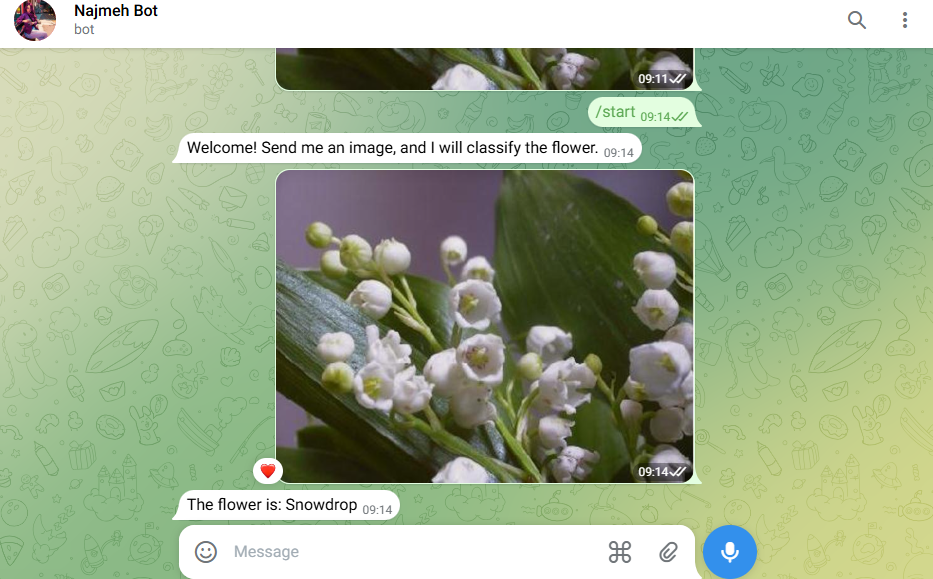 Najmeh Bot
bot
09:11
/start 09:14
Welcome! Send me an image, and I will classify the flower. 09:14
09:14
The flower is: Snowdrop 09:14
Message